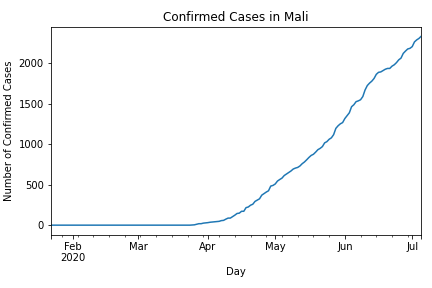 Confirmed Cases in Mali
Number of Confirmed Cases
2000
1500
1000
500
0
Feb Mar Apr May Jun Jul
2020
Day